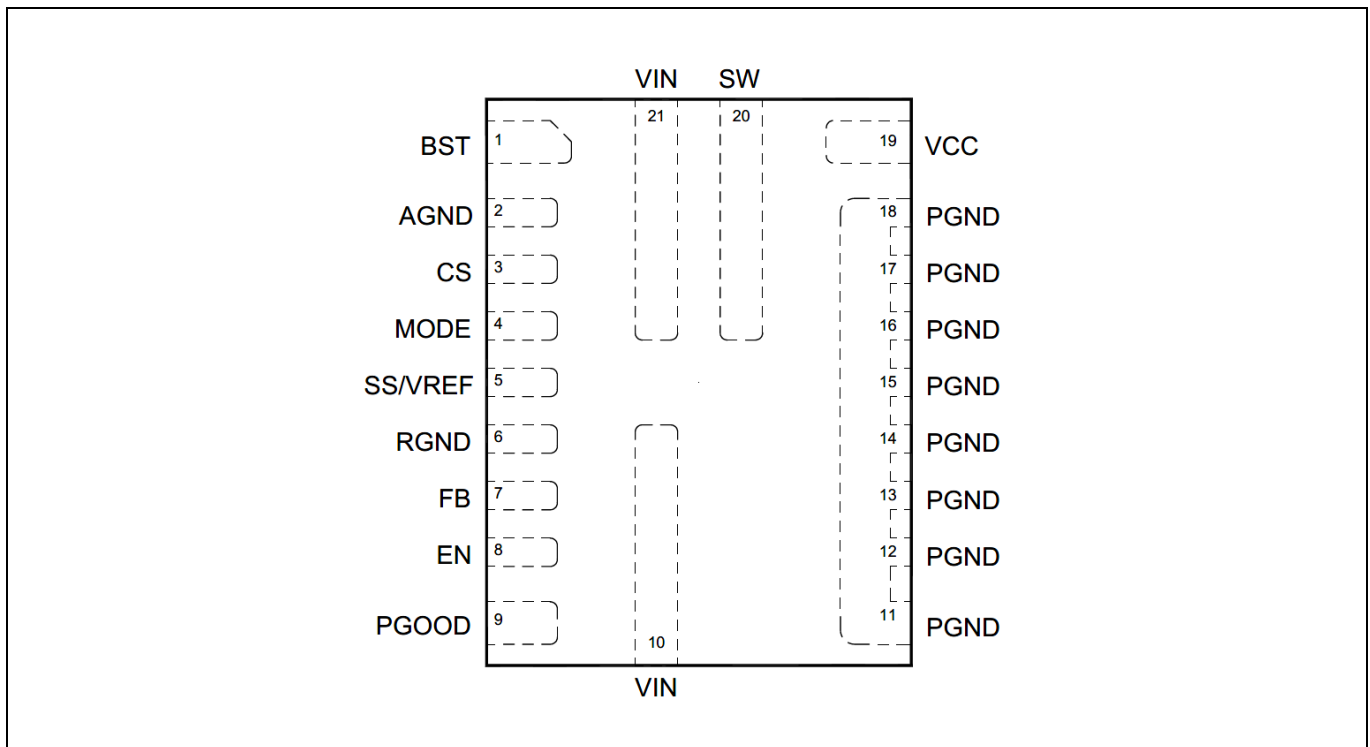 VIN SW
21 20
BST 1 19 VCC
AGND 2 18 PGND
CS 3 17 PGND
MODE 4 16 PGND
SS/VREF 5 15 PGND
RGND 6 14 PGND
FB 7 13 PGND
EN 8 12 PGND
PGOOD 9 11 PGND
10
VIN